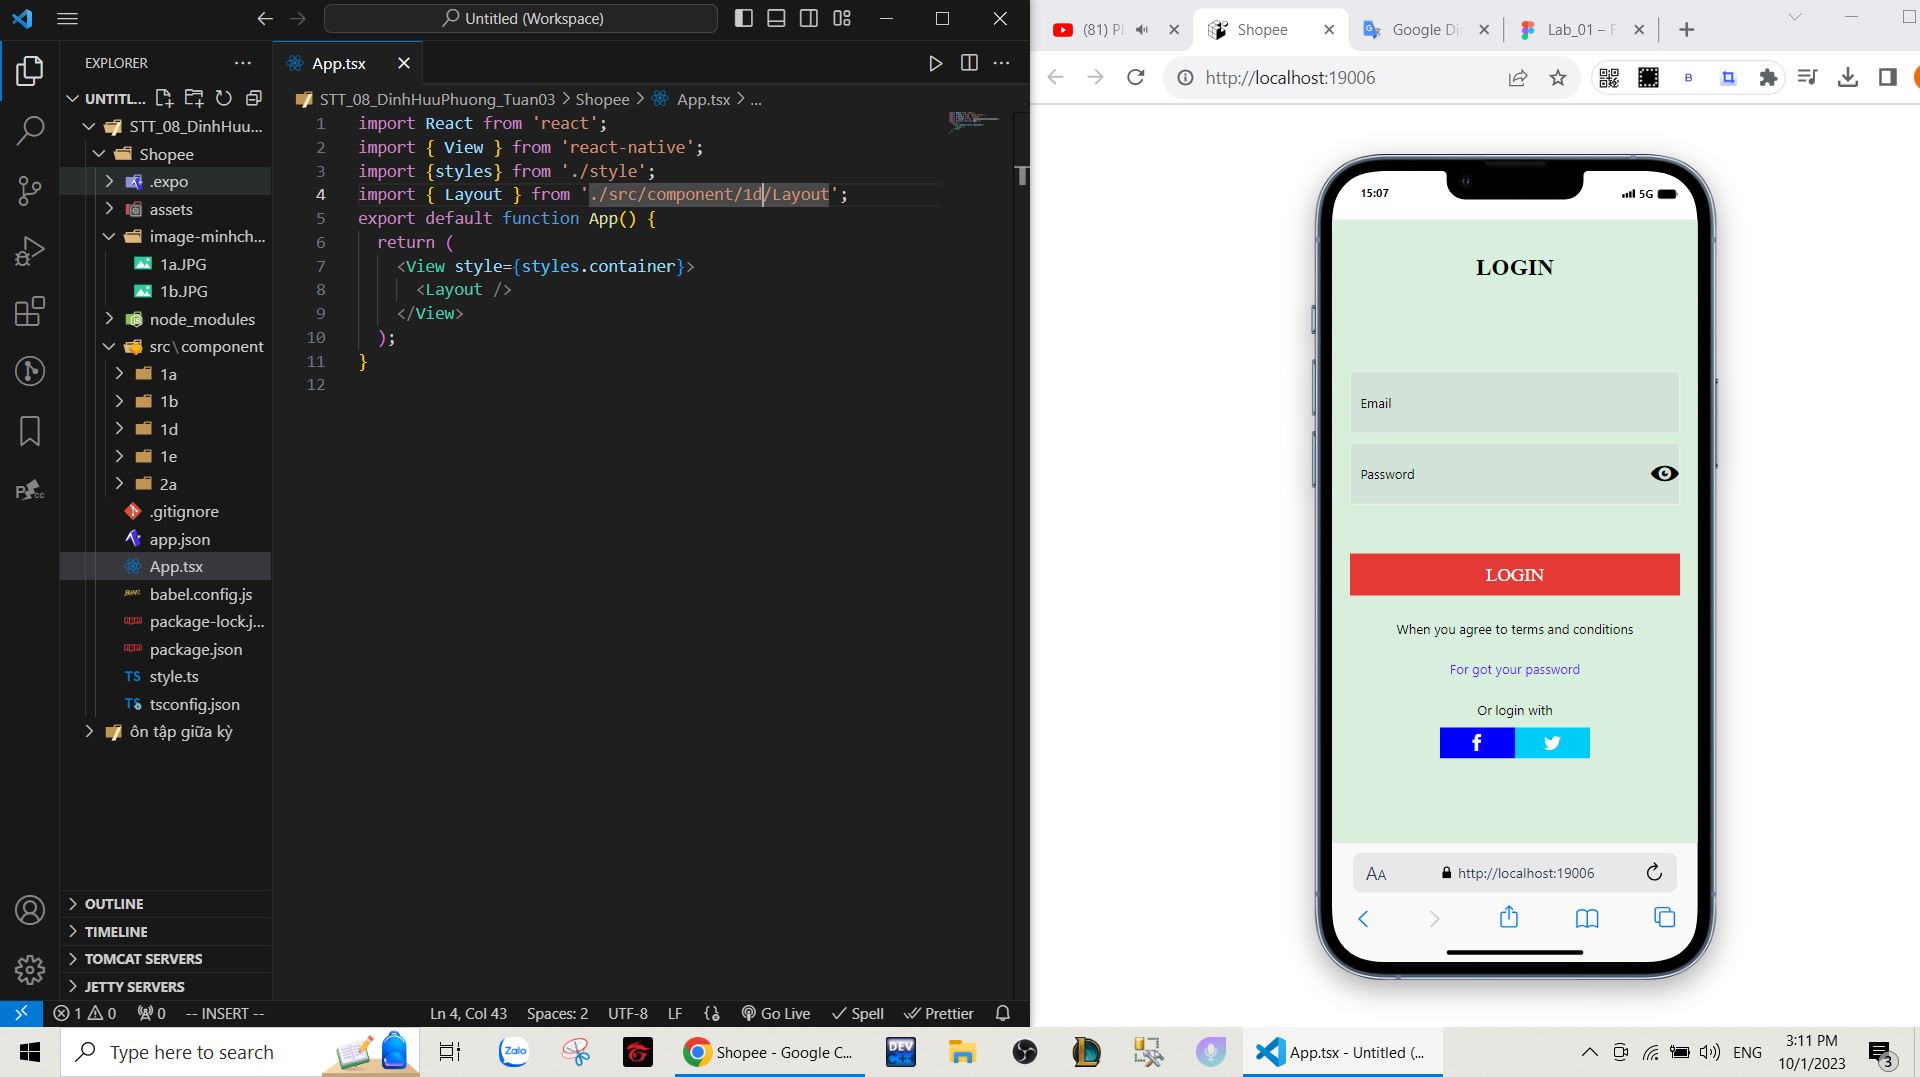 Untitled (Workspace)
EXPLORER
UNTITL...
STT_08_DinhHuu...
Shopee
.expo
assets
image-minhch...
1a.JPG
1b.JPG
node_modules
src\component
1a
1b
1d
1e
2a
.gitignore
app.json
App.tsx
babel.config.js
package-lock.j...
package.json
TS style.ts
TS tsconfig.json
ôn tập giữa kỳ
OUTLINE
TIMELINE
TOMCAT SERVERS
JETTY SERVERS
App.tsx
STT_08_DinhHuuPhuong_Tuan03 > Shopee > App.tsx > ...
1 import React from 'react';
2 import { View } from 'react-native';
3 import {styles} from './style';
4 import { Layout } from './src/component/1d/Layout';
5 export default function App() {
6 return (
7 <View style={styles.container}>
8 <Layout />
9 </View>
10 );
11 }
12
1 0 0 -- INSERT -- Ln 4, Col 43 Spaces: 2 UTF-8 LF Go Live Spell Prettier
(81) Shopee Google Lab_01 –
http://localhost:19006
15:07 5G
LOGIN
Email
Password
LOGIN
When you agree to terms and conditions
For got your password
Or login with
AA http://localhost:19006
Type here to search
Zalo
Shopee - Google C...
DEV C++
App.tsx - Untitled (...
ENG
3:11 PM
10/1/2023
3